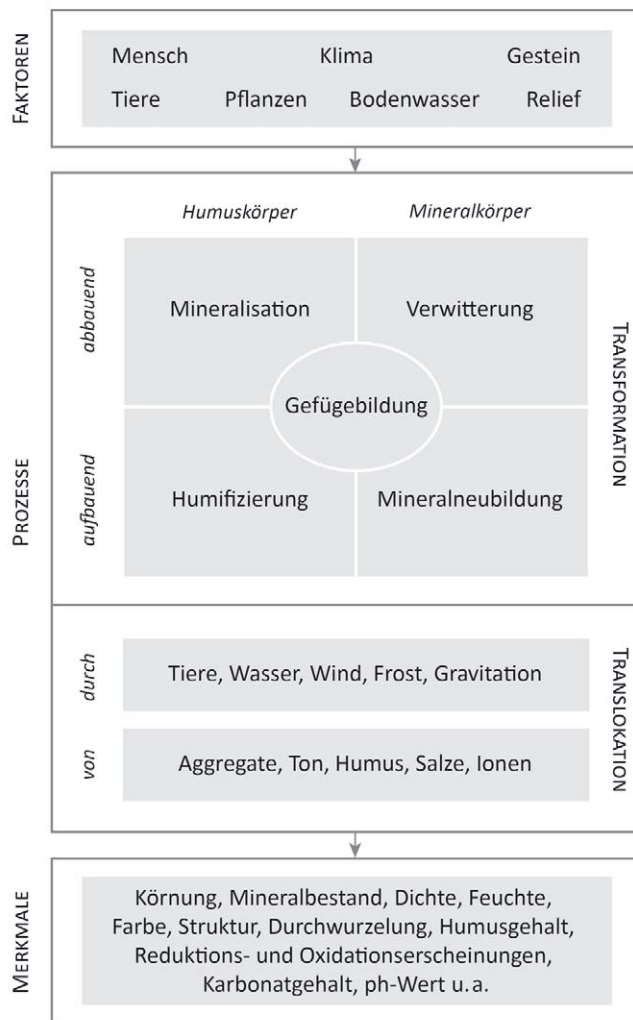 FAKTOREN
Mensch Klima Gestein
Tiere Pflanzen Bodenwasser Relief
PROZESSE
Humuskörper Mineralkörper
abbauend
Mineralisation Verwitterung
Gefügebildung
aufbauend
Humifizierung Mineralneubildung
TRANSFORMATION
durch
Tiere, Wasser, Wind, Frost, Gravitation
von
Aggregate, Ton, Humus, Salze, Ionen
TRANSLOKATION
MERKMALE
Körnung, Mineralbestand, Dichte, Feuchte,
Farbe, Struktur, Durchwurzelung, Humusgehalt,
Reduktions- und Oxidationserscheinungen,
Karbonatgehalt, ph-Wert u. a.